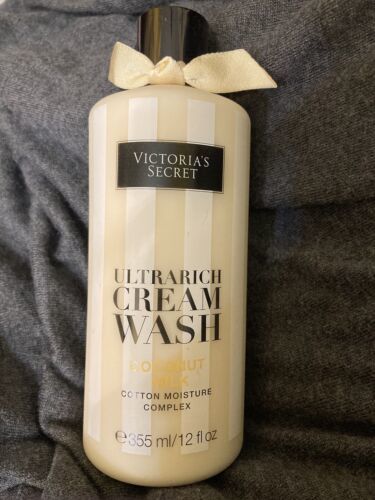 VICTORIA'S
SECRET
ULTRARICH
CREAM
WASH
COCONUT
MILK
COTTON MOISTURE
COMPLEX
℮355 ml/12 fl oz